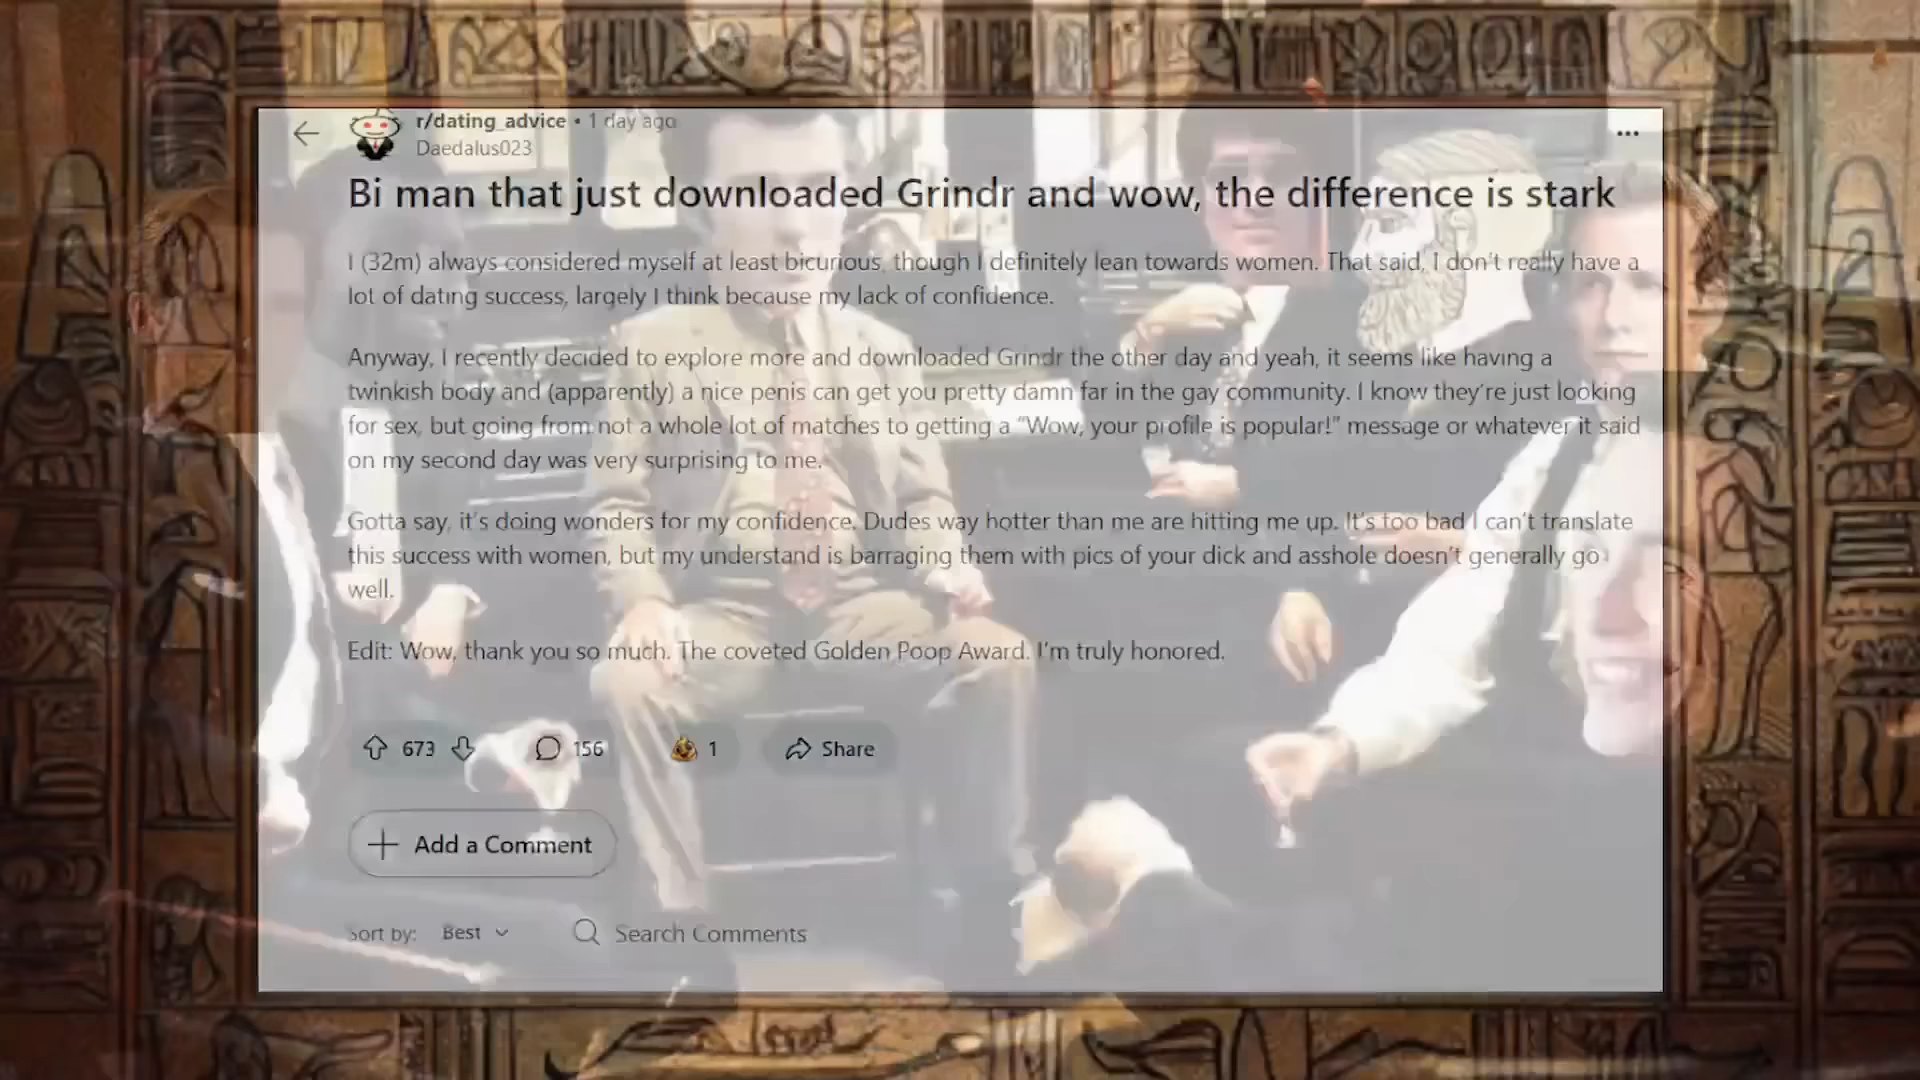 r/dating_advice • 1 day ago
Daedalus023
Bi man that just downloaded Grindr and wow, the difference is stark
I (32m) always considered myself at least bicurious, though I definitely lean towards women. That said, I don't really have a
lot of dating success, largely I think because my lack of confidence.
Anyway, I recently decided to explore more and downloaded Grindr the other day and yeah, it seems like having a
twinkish body and (apparently) a nice penis can get you pretty damn far in the gay community. I know they're just looking
for sex, but going from not a whole lot of matches to getting a "Wow, your profile is popular!" message or whatever it said
on my second day was very surprising to me.
Gotta say, it's doing wonders for my confidence. Dudes way hotter than me are hitting me up. It's too bad I can't translate
this success with women, but my understand is barraging them with pics of your dick and asshole doesn't generally go
well.
Edit: Wow, thank you so much. The coveted Golden Poop Award. I'm truly honored.
673 156 1 Share
Add a Comment
Sort by: Best Search Comments